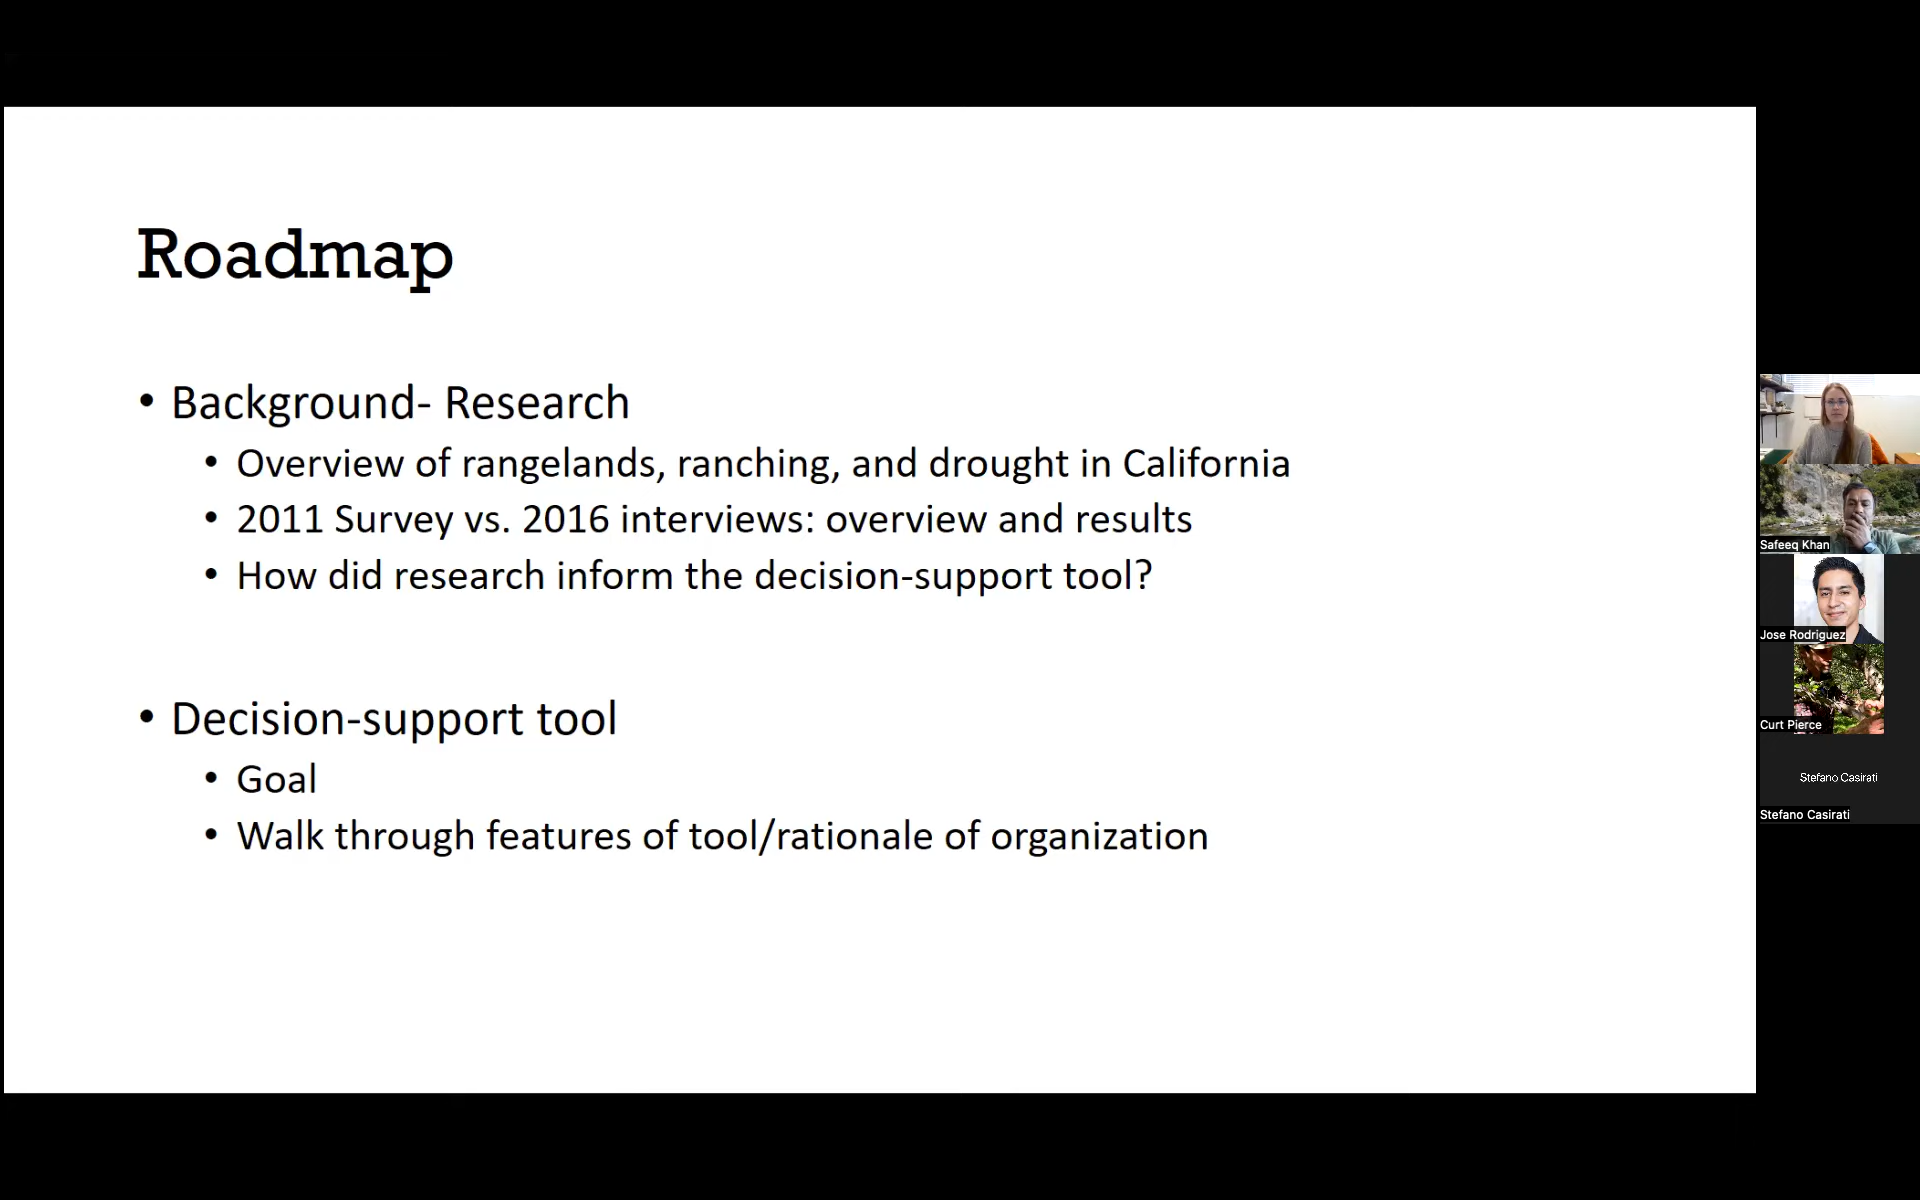 Roadmap
• Background- Research
• Overview of rangelands, ranching, and drought in California
• 2011 Survey vs. 2016 interviews: overview and results
• How did research inform the decision-support tool?
• Decision-support tool
• Goal
• Walk through features of tool/rationale of organization
Safeeq Khan
Jose Rodriguez
Curt Pierce
Stefano Casirati
Stefano Casirati